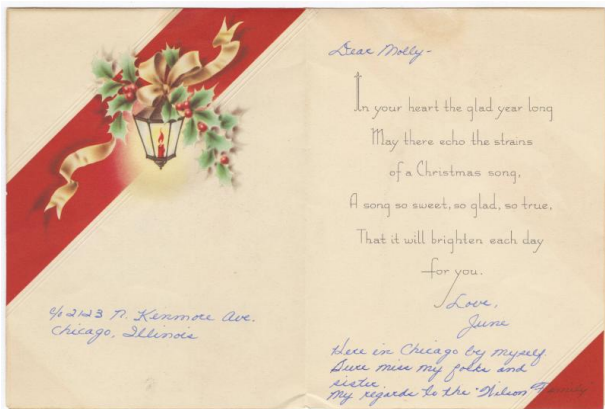 c/o 2123 N. Kenmore Ave.
Chicago, Illinois
Dear Molly-
In your heart the glad year long
May there echo the strains
of a Christmas song,
A song so sweet, so glad, so true,
That it will brighten each day
for you.
Love,
June
Here in Chicago by myself.
Sure miss my folks and
sister.
My regards to the "Wilson" Family